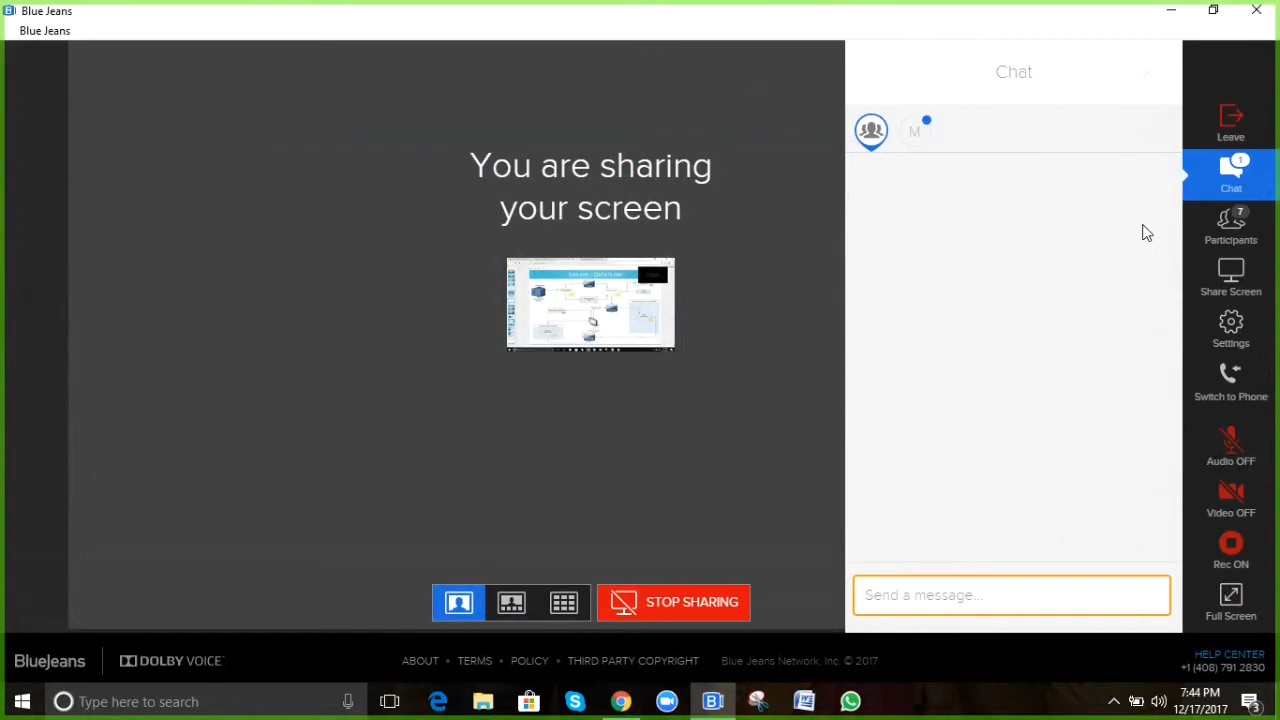 Blue Jeans
Blue Jeans
You are sharing
your screen
STOP SHARING
Chat
M
Send a message...
Leave
1
Chat
7
Participants
Share Screen
Settings
Switch to Phone
Audio OFF
Video OFF
Rec ON
Full Screen
BlueJeans
DOLBY VOICE
ABOUT • TERMS • POLICY • THIRD PARTY COPYRIGHT
Blue Jeans Network, Inc. © 2017
HELP CENTER
+1 (408) 791 2830
Type here to search
7:44 PM
12/17/2017
3